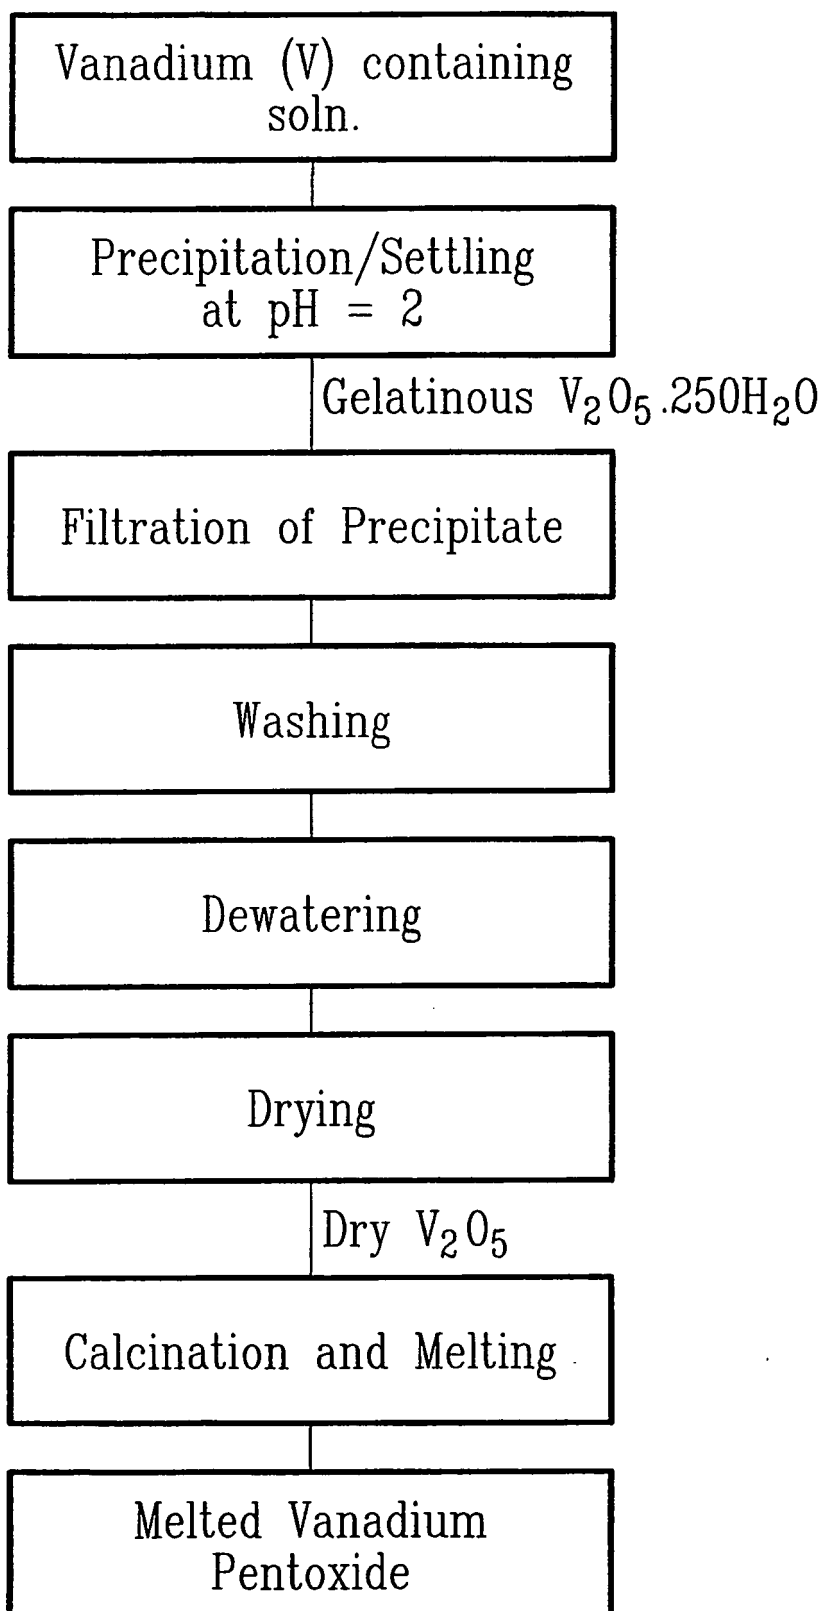 Vanadium (V) containing
soln.
Precipitation/Settling
at pH = 2
Gelatinous V₂O₅.250H₂O
Filtration of Precipitate
Washing
Dewatering
Drying
Dry V₂O₅
Calcination and Melting
Melted Vanadium
Pentoxide